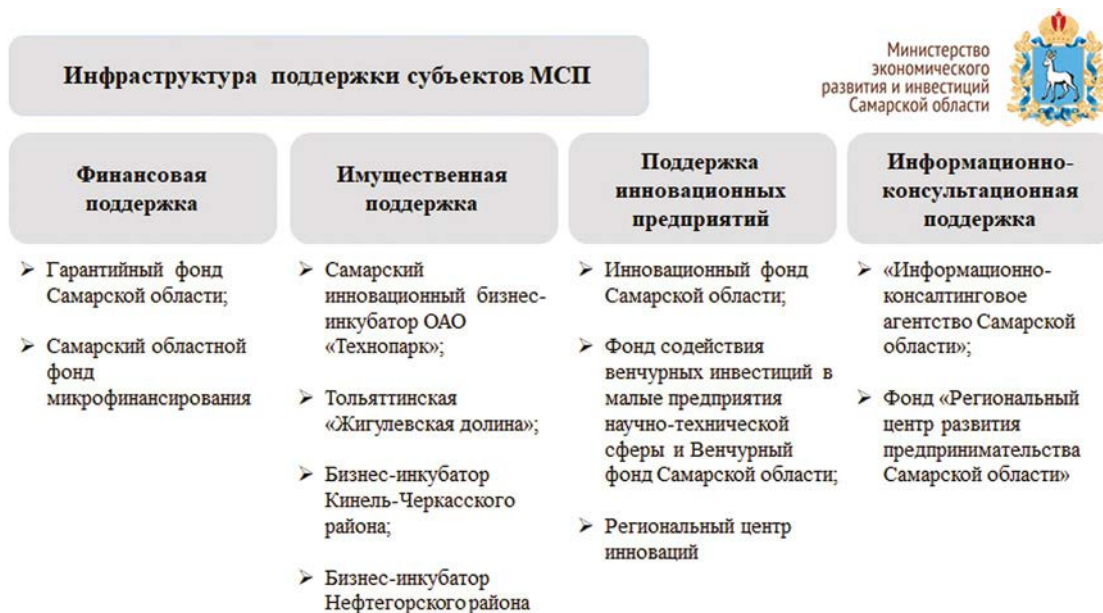 Инфраструктура поддержки субъектов МСП
Министерство
экономического
развития и инвестиций
Самарской области
Финансовая
поддержка
➢ Гарантийный фонд
Самарской области;
➢ Самарский областной
фонд
микрофинансирования
Имущественная
поддержка
➢ Самарский
инновационный бизнес-
инкубатор ОАО
«Технопарк»;
➢ Тольяттинская
«Жигулевская долина»;
➢ Бизнес-инкубатор
Кинель-Черкасского
района;
➢ Бизнес-инкубатор
Нефтегорского района
Поддержка
инновационных
предприятий
➢ Инновационный фонд
Самарской области;
➢ Фонд содействия
венчурных инвестиций в
малые предприятия
научно-технической
сферы и Венчурный
фонд Самарской области;
➢ Региональный центр
инноваций
Информационно-
консультационная
поддержка
➢ «Информационно-
консалтинговое
агентство Самарской
области»;
➢ Фонд «Региональный
центр развития
предпринимательства
Самарской области»